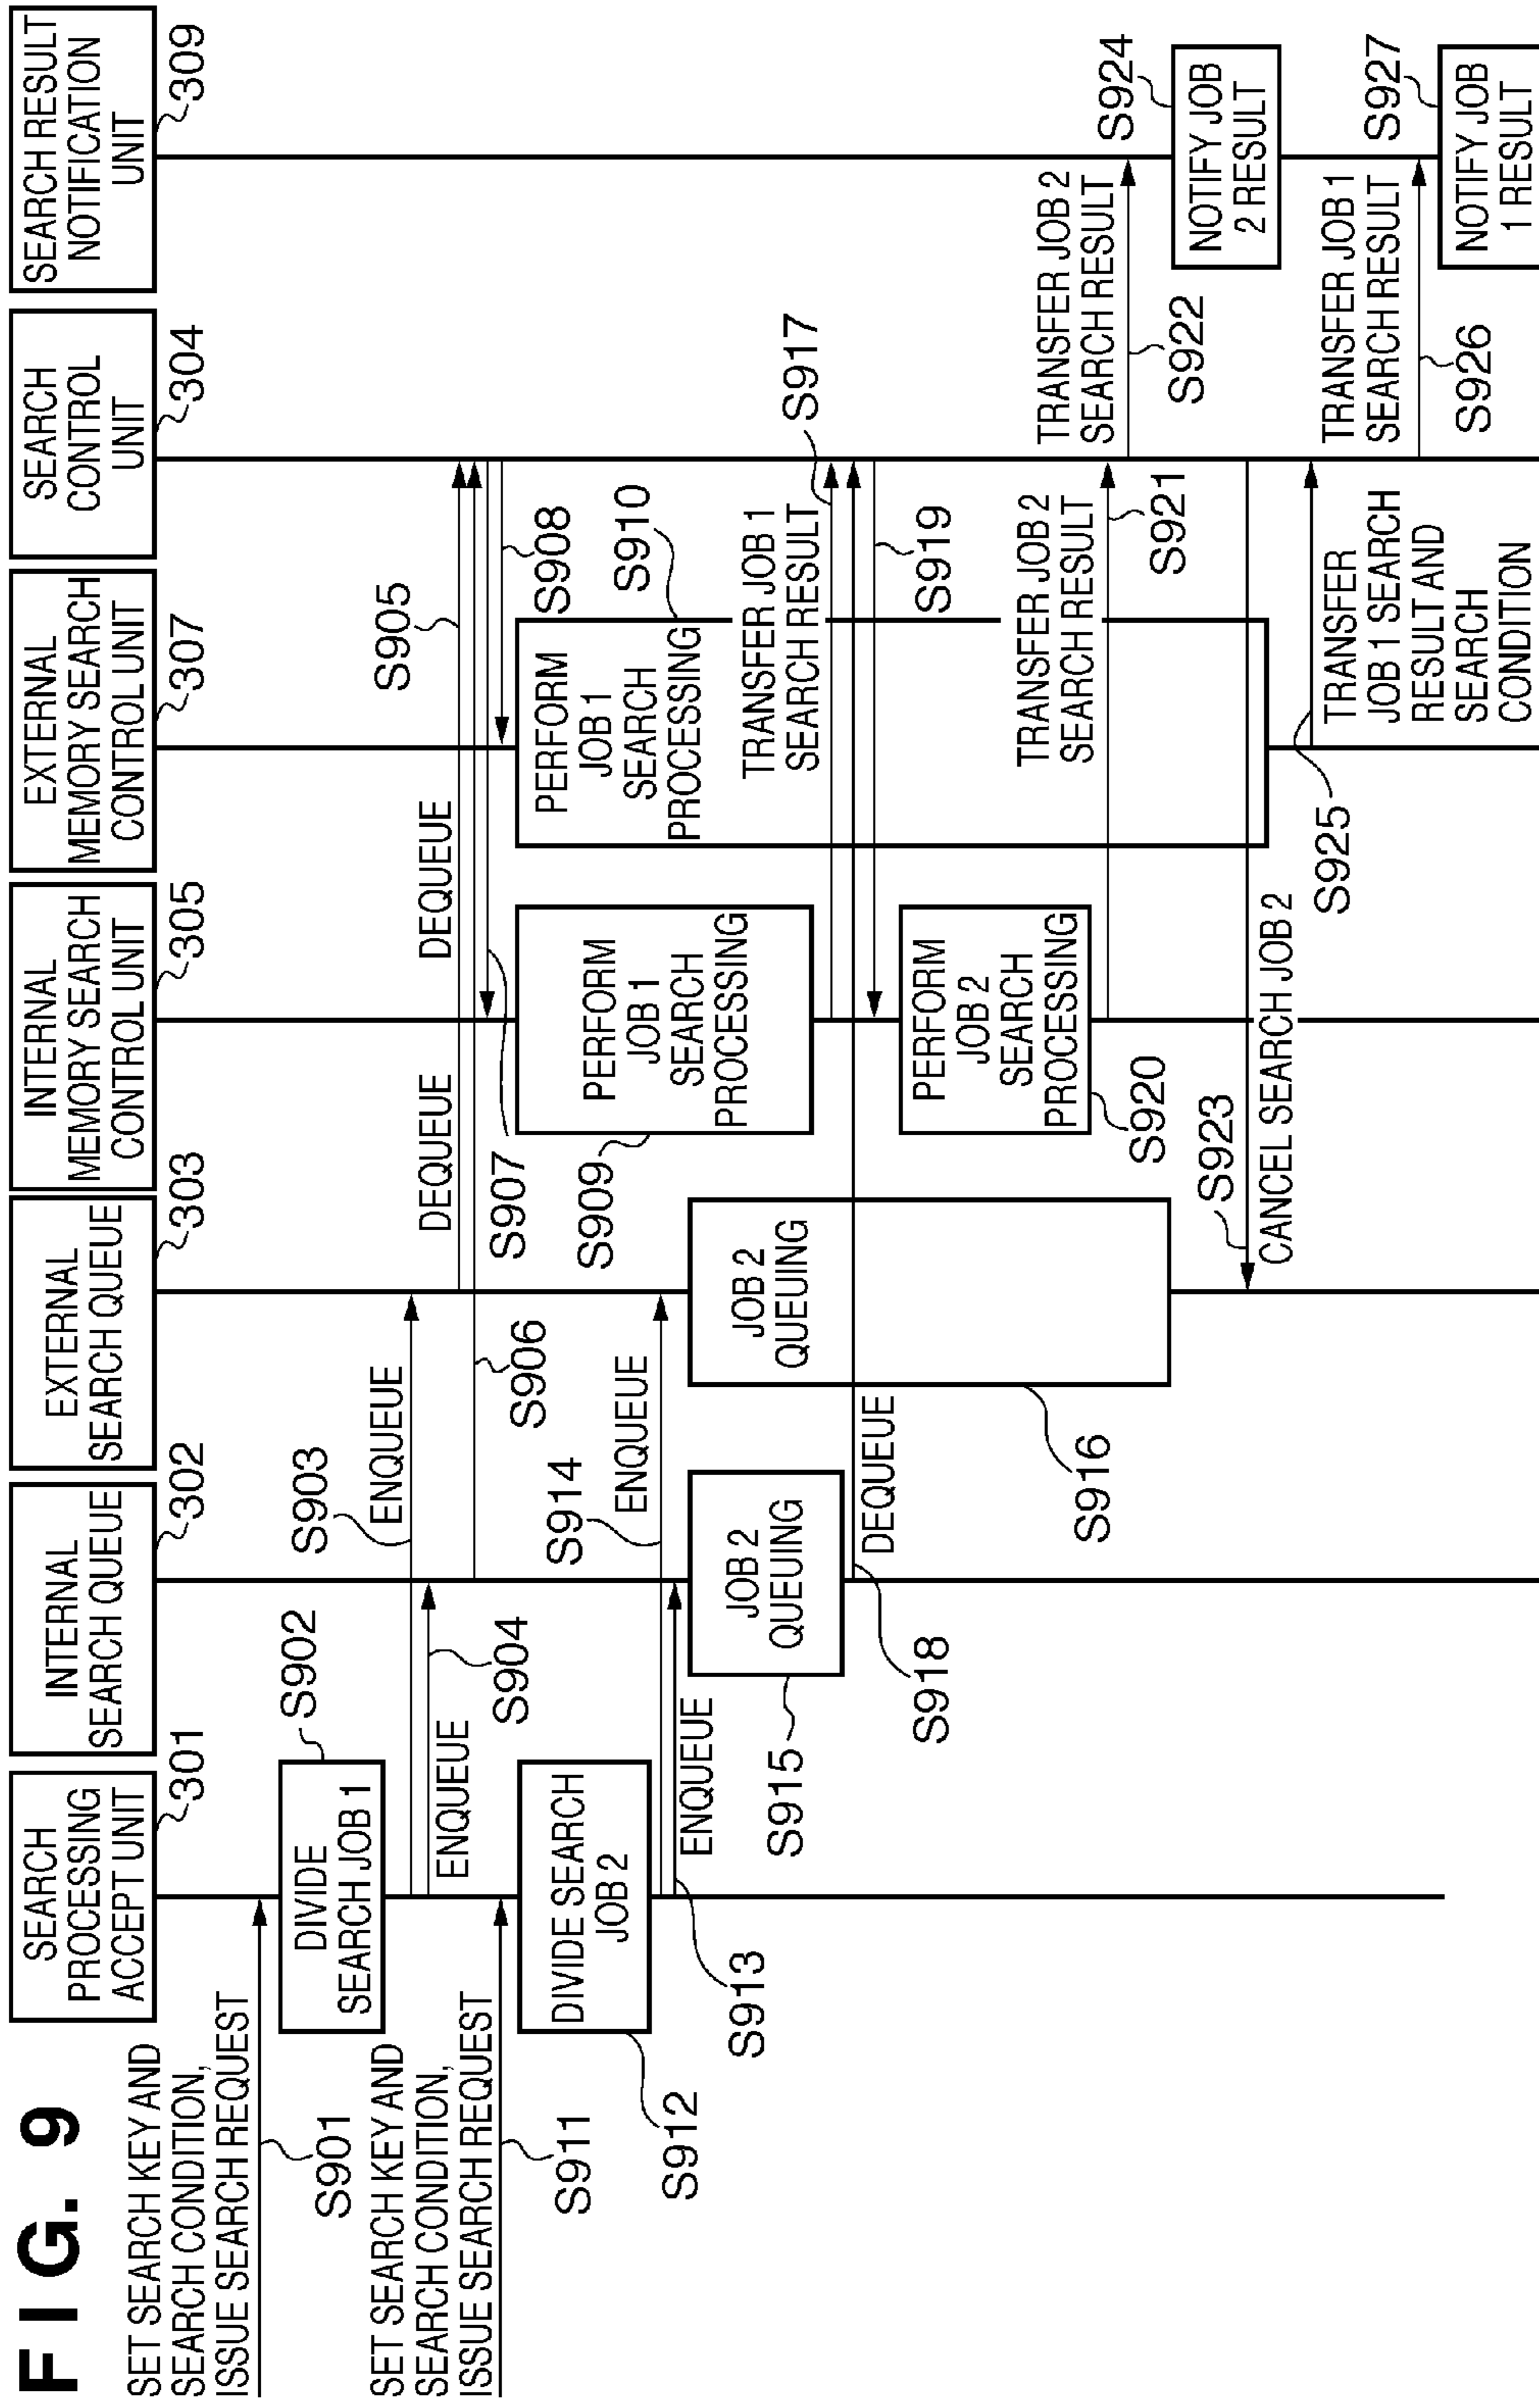 FIG. 9
SEARCH
PROCESSING
ACCEPT UNIT
301
INTERNAL
SEARCH QUEUE
302
EXTERNAL
SEARCH QUEUE
303
INTERNAL
MEMORY SEARCH
CONTROL UNIT
305
EXTERNAL
MEMORY SEARCH
CONTROL UNIT
307
SEARCH
CONTROL
UNIT
304
SEARCH RESULT
NOTIFICATION
UNIT
309
SET SEARCH KEY AND
SEARCH CONDITION,
ISSUE SEARCH REQUEST
S901
DIVIDE
SEARCH JOB 1
S902
S903
ENQUEUE
ENQUEUE
S904
DEQUEUE
DEQUEUE
S905
S906
S907
S908
PERFORM
JOB 1
SEARCH
PROCESSING
S909
PERFORM
JOB 1
SEARCH
PROCESSING
S910
SET SEARCH KEY AND
SEARCH CONDITION,
ISSUE SEARCH REQUEST
S911
DIVIDE SEARCH
JOB 2
S912
ENQUEUE
S913
S914
ENQUEUE
JOB 2
QUEUING
S915
JOB 2
QUEUING
S916
TRANSFER JOB 1
SEARCH RESULT
S917
DEQUEUE
S918
S919
PERFORM
JOB 2
SEARCH
PROCESSING
S920
TRANSFER JOB 2
SEARCH RESULT
S921
TRANSFER JOB 2
SEARCH RESULT
S922
S923
CANCEL SEARCH JOB 2
NOTIFY JOB
2 RESULT
S924
S925
TRANSFER
JOB 1 SEARCH
RESULT AND
SEARCH
CONDITION
TRANSFER JOB 1
SEARCH RESULT
S926
NOTIFY JOB
1 RESULT
S927